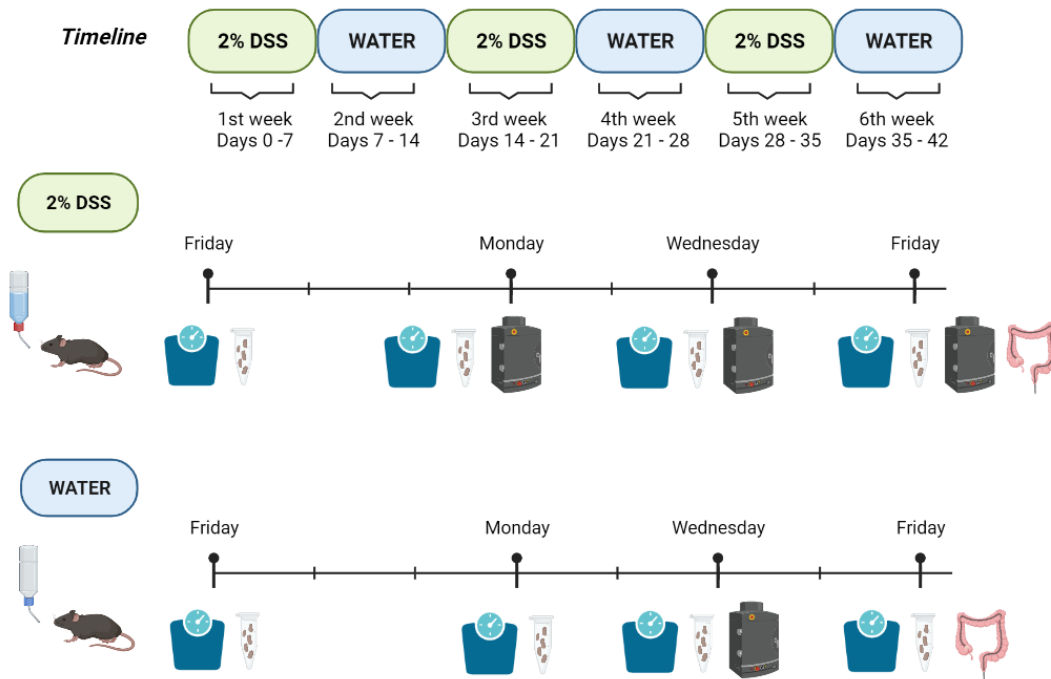 Timeline
2% DSS WATER 2% DSS WATER 2% DSS WATER
1st week 2nd week 3rd week 4th week 5th week 6th week
Days 0 -7 Days 7 - 14 Days 14 - 21 Days 21 - 28 Days 28 - 35 Days 35 - 42
2% DSS
Friday Monday Wednesday Friday
WATER
Friday Monday Wednesday Friday